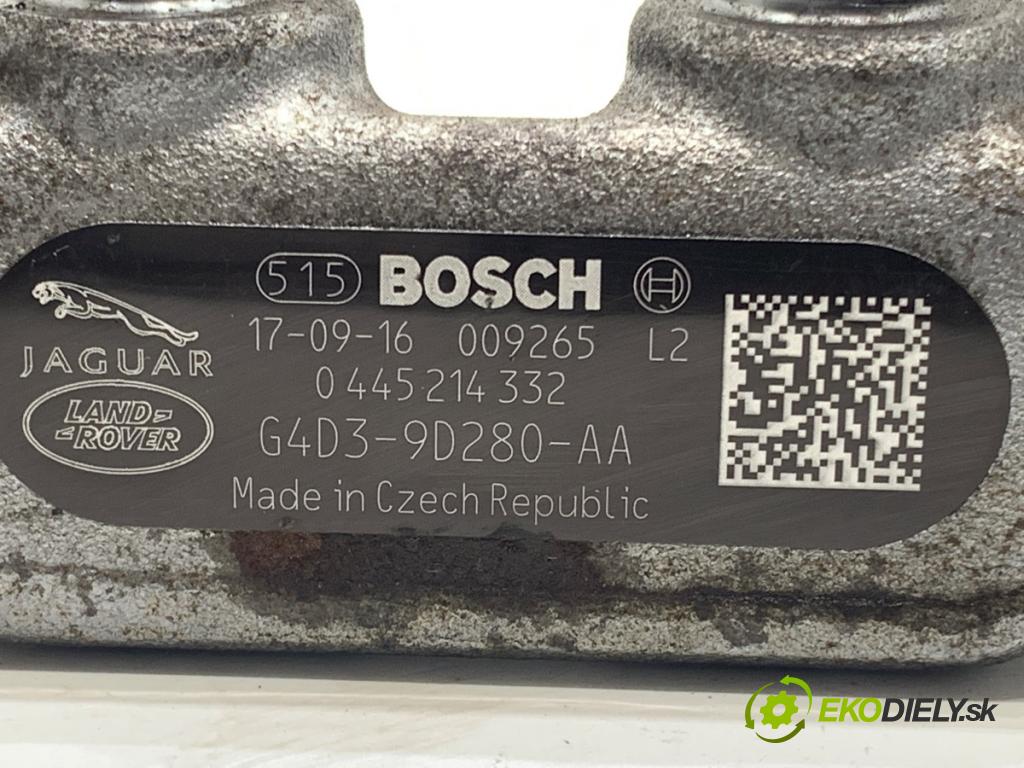 515 BOSCH
17-09-16 009265 L2
JAGUAR
0 445 214 332
LAND-
-ROVER
G4D3-9D280-AA
Made in Czech Republic
EKODIELY.sk